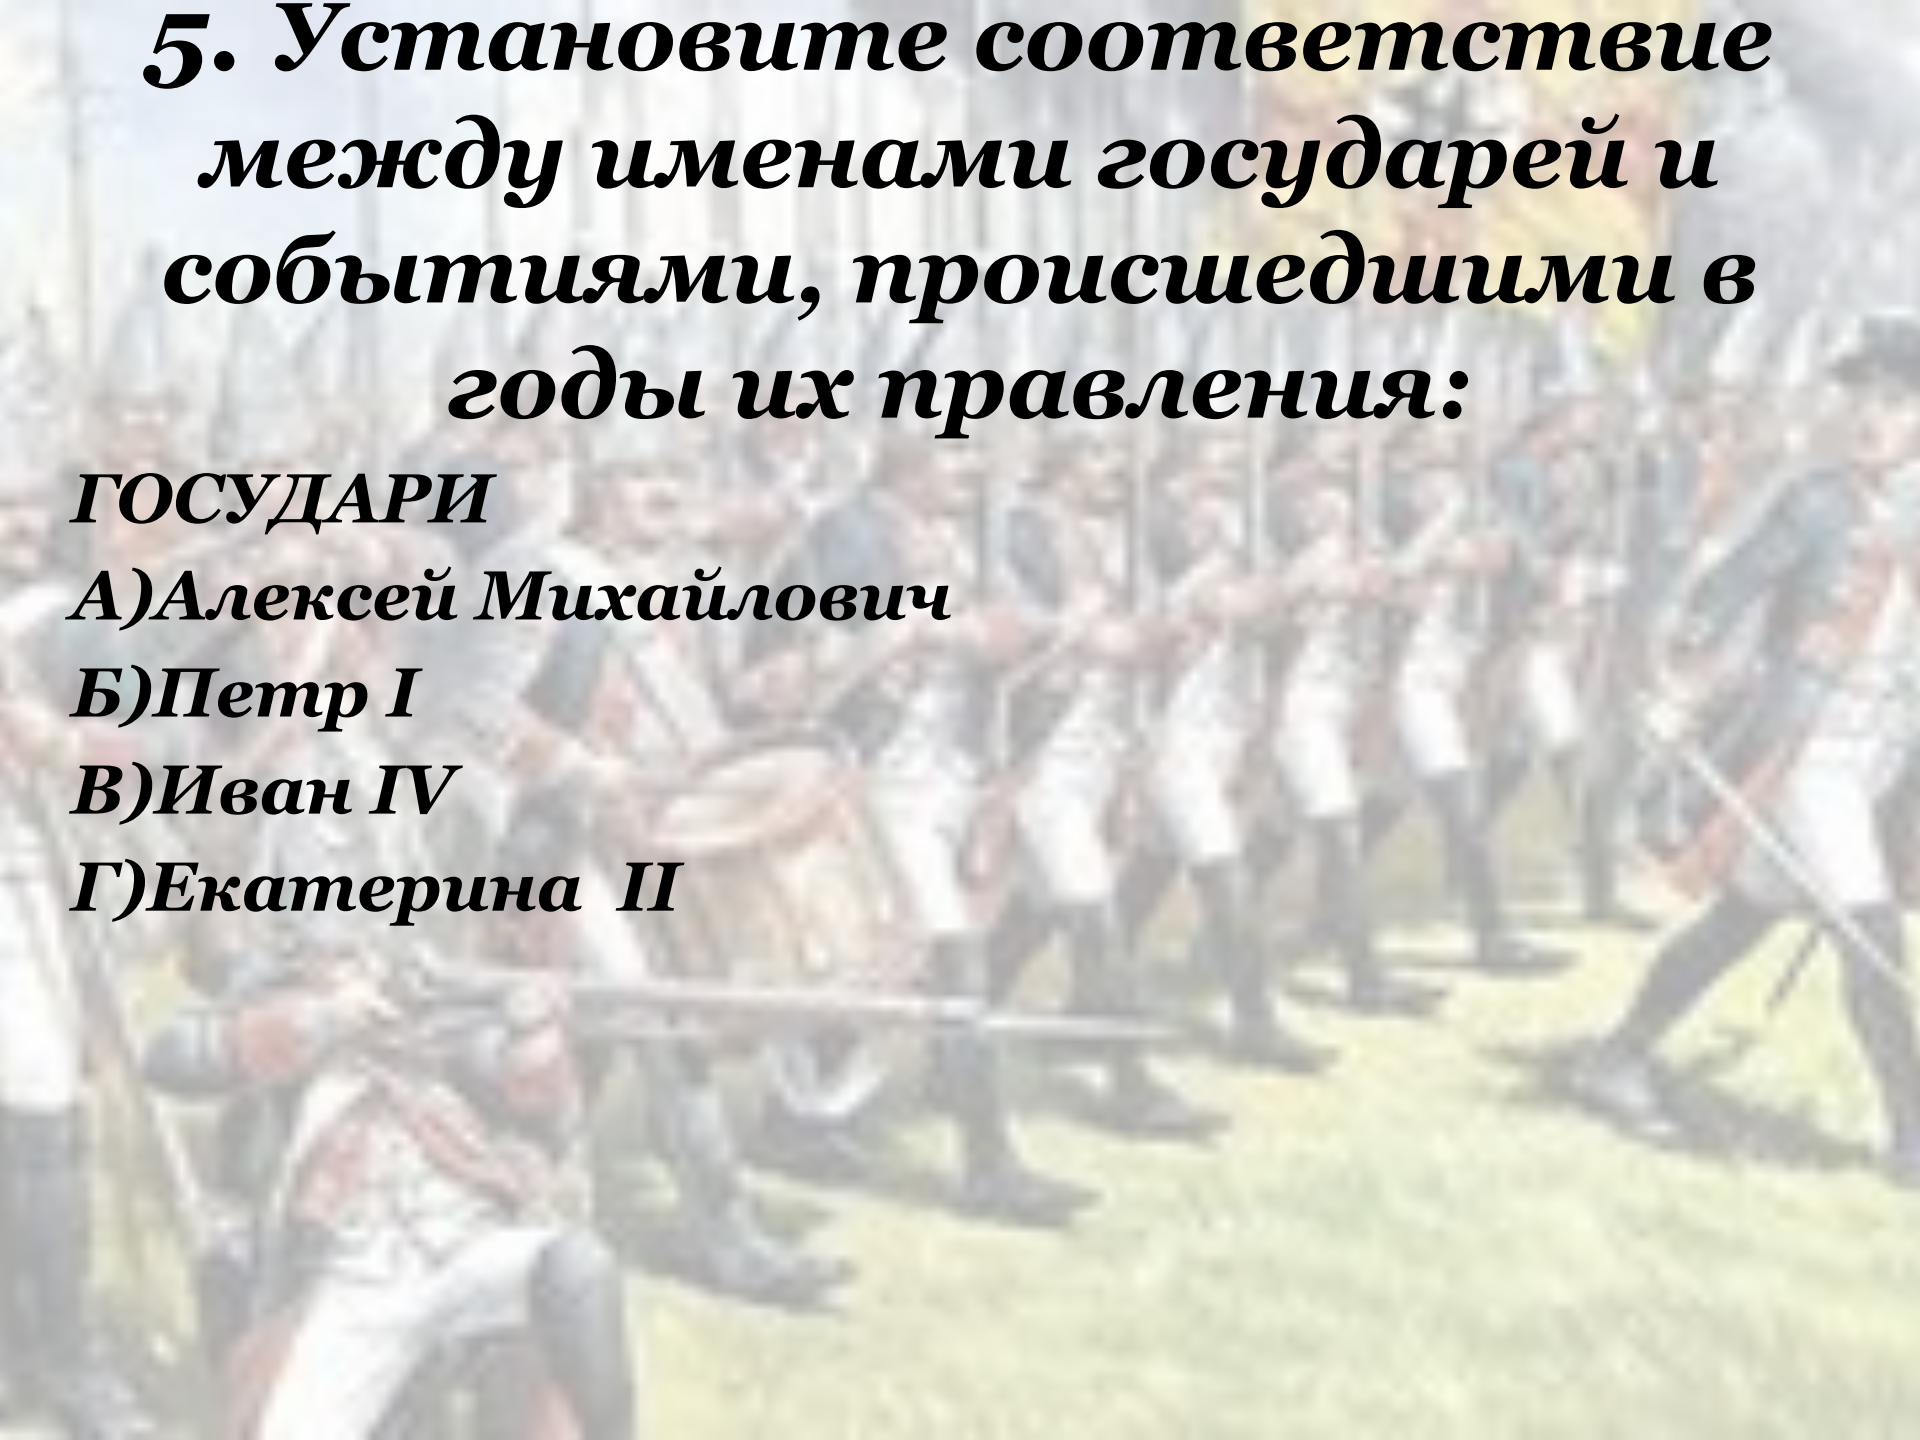 5. Установите соответствие
между именами государей и
событиями, происшедшими в
годы их правления:
ГОСУДАРИ
А)Алексей Михайлович
Б)Петр I
В)Иван IV
Г)Екатерина  II